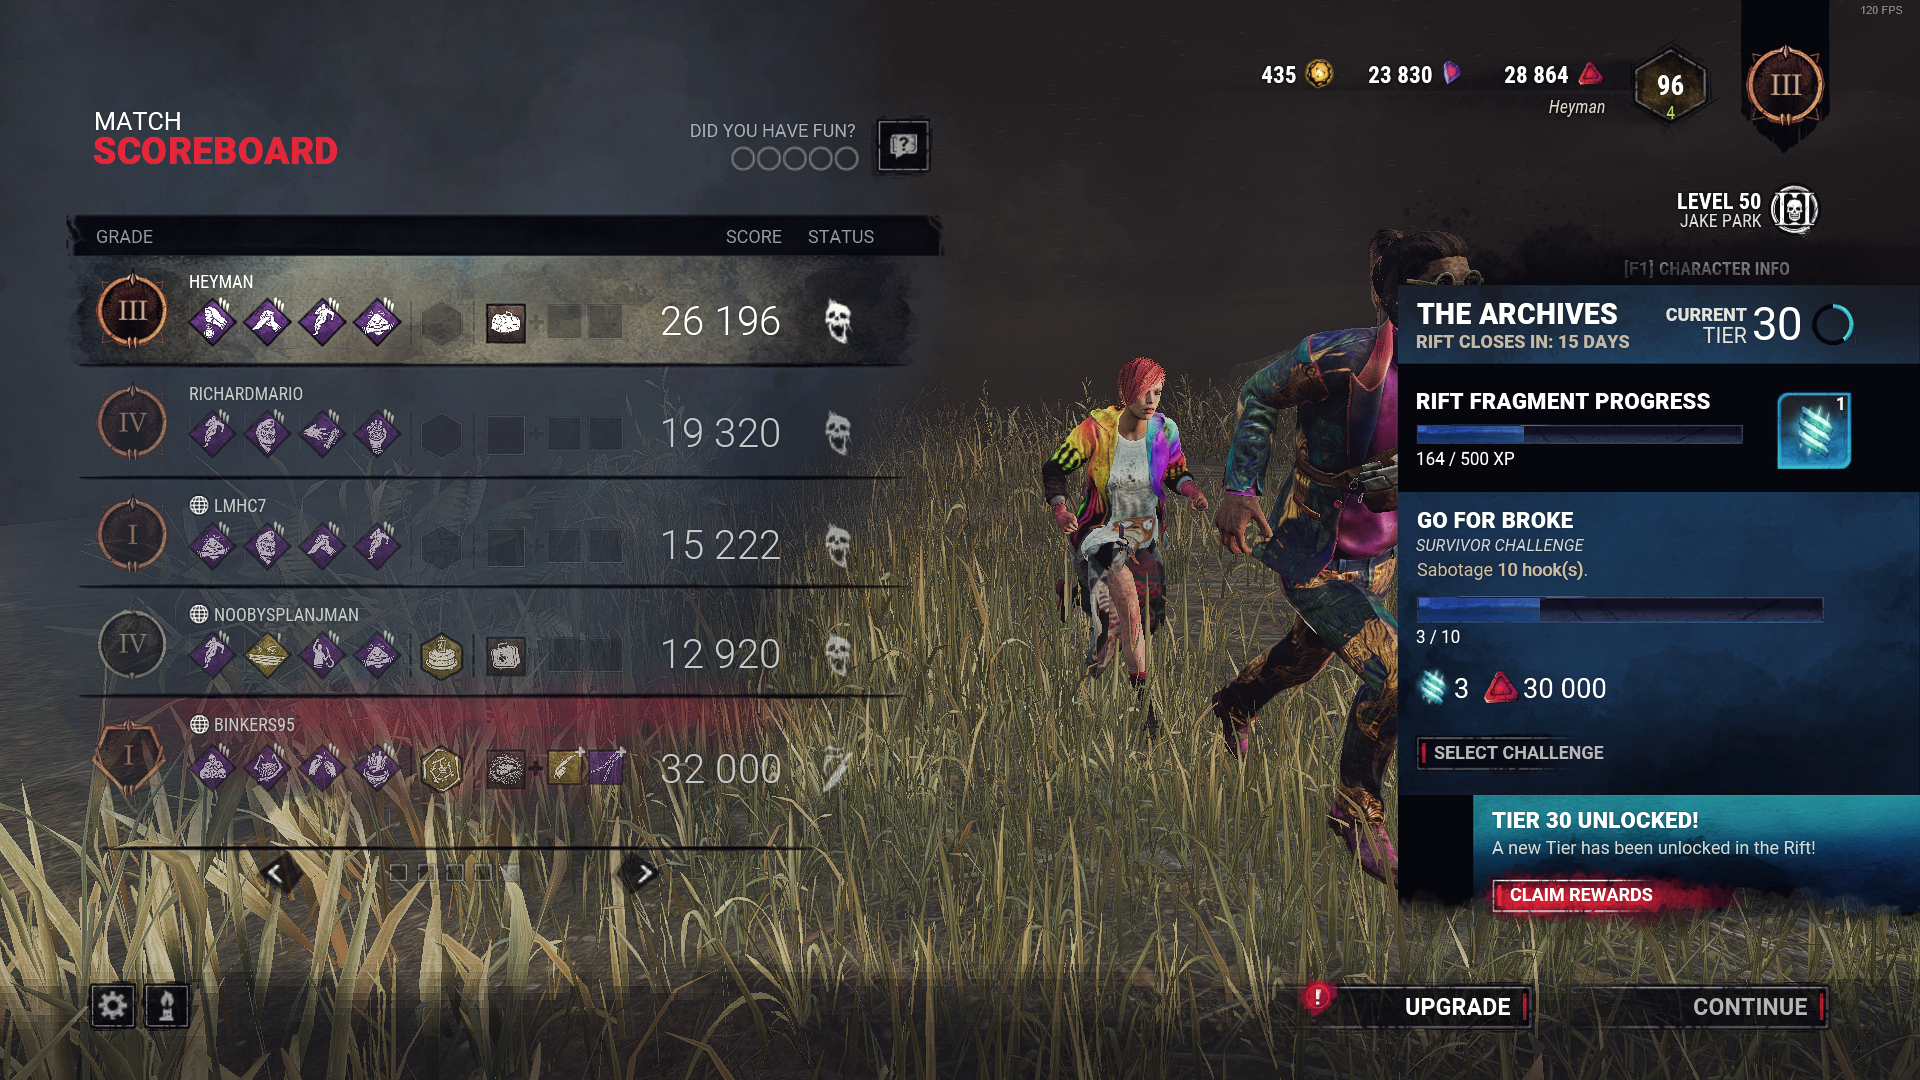 120 FPS
435
23 830
28 864
Heyman
96
4
III
MATCH
SCOREBOARD
DID YOU HAVE FUN?
?
LEVEL 50
JAKE PARK
[F1] CHARACTER INFO
GRADE
SCORE
STATUS
III
HEYMAN
26 196
IV
RICHARDMARIO
19 320
I
LMHC7
15 222
IV
NOOBYSPLANJMAN
12 920
I
BINKERS95
32 000
THE ARCHIVES
RIFT CLOSES IN: 15 DAYS
CURRENT
TIER 30
RIFT FRAGMENT PROGRESS
1
164 / 500 XP
GO FOR BROKE
SURVIVOR CHALLENGE
Sabotage 10 hook(s).
3 / 10
3
30 000
SELECT CHALLENGE
TIER 30 UNLOCKED!
A new Tier has been unlocked in the Rift!
CLAIM REWARDS
!
UPGRADE
CONTINUE